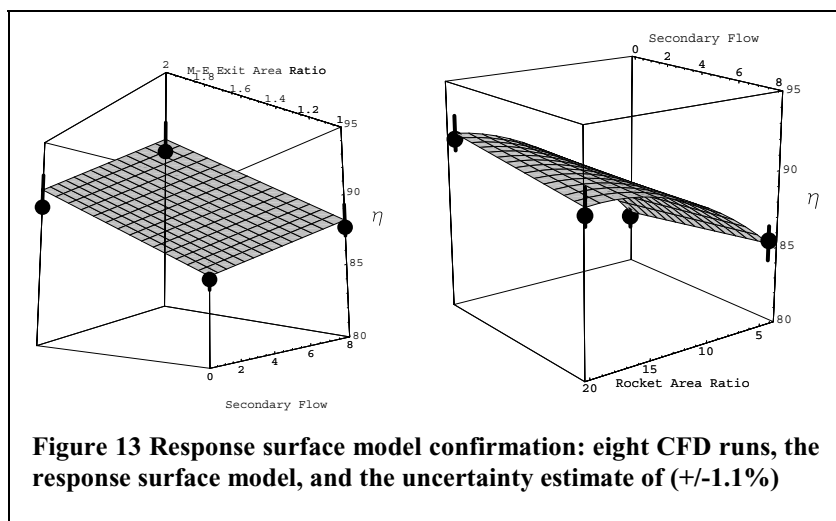 Secondary Flow
M-E Exit Area Ratio
2 1.8 1.6 1.4 1.2 1
95
90
η
85
80
0 2 4 6 8
Secondary Flow
0 2 4 6 8
95
90
η
85
80
20 15 10 5
Rocket Area Ratio
Figure 13 Response surface model confirmation: eight CFD runs, the
response surface model, and the uncertainty estimate of (+/-1.1%)